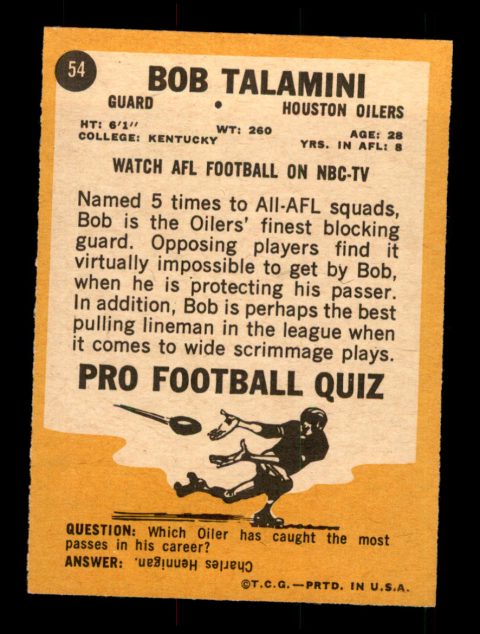 54
BOB TALAMINI
GUARD • HOUSTON OILERS
HT: 6'1" WT: 260 AGE: 28
COLLEGE: KENTUCKY YRS. IN AFL: 8
WATCH AFL FOOTBALL ON NBC-TV
Named 5 times to All-AFL squads,
Bob is the Oilers' finest blocking
guard. Opposing players find it
virtually impossible to get by Bob,
when he is protecting his passer.
In addition, Bob is perhaps the best
pulling lineman in the league when
it comes to wide scrimmage plays.
PRO FOOTBALL QUIZ
QUESTION: Which Oiler has caught the most
passes in his career?
ANSWER: Charles Hennigan.
©T.C.G.—PRTD. IN U.S.A.